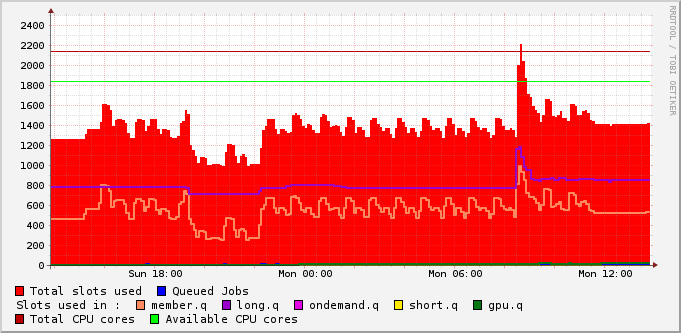 RRDTOOL / TOBI OETIKER
2400
2200
2000
1800
1600
1400
1200
1000
800
600
400
200
0
Sun 18:00 Mon 00:00 Mon 06:00 Mon 12:00
Total slots used Queued Jobs
Slots used in : member.q long.q ondemand.q short.q gpu.q
Total CPU cores Available CPU cores